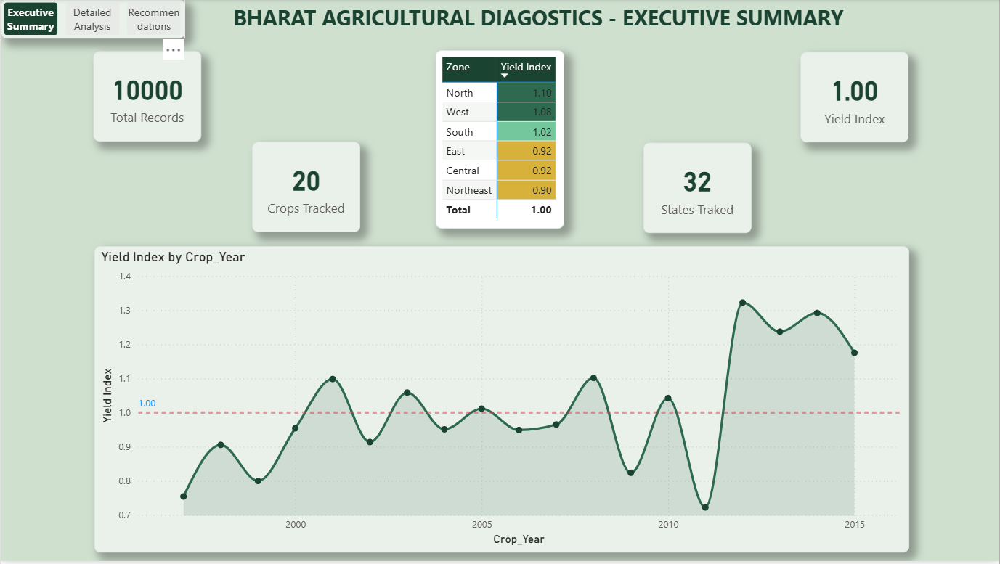 Executive
Summary
Detailed
Analysis
Recommen
dations
BHARAT AGRICULTURAL DIAGOSTICS - EXECUTIVE SUMMARY
10000
Total Records
20
Crops Tracked
Zone Yield Index
North 1.10
West 1.08
South 1.02
East 0.92
Central 0.92
Northeast 0.90
Total 1.00
32
States Traked
1.00
Yield Index
Yield Index by Crop_Year
Yield Index
1.4
1.3
1.2
1.1
1.00
1.0
0.9
0.8
0.7
2000 2005 2010 2015
Crop_Year